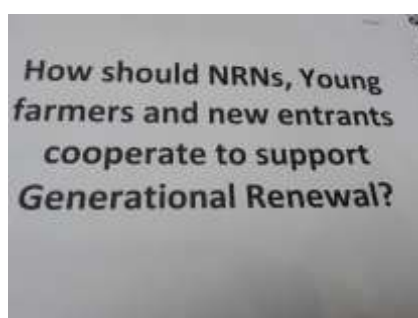 How should NRNs, Young
farmers and new entrants
cooperate to support
Generational Renewal?